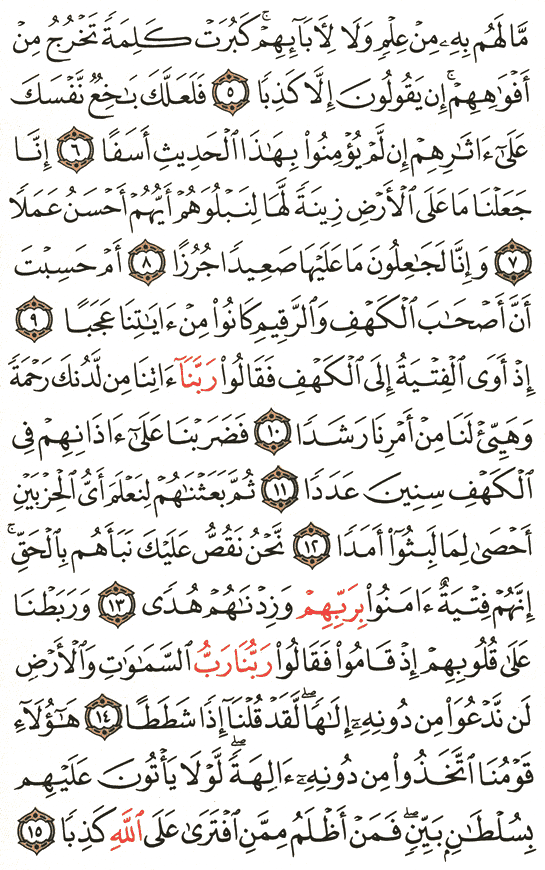 مَّا لَهُم بِهِۦ مِنْ عِلْمٍ وَلَا لِأٓبَآئِهِمْ ۚ كَبُرَتْ كَلِمَةً تَخْرُجُ مِنْ
أَفْوَٰهِهِمْ ۚ إِن يَقُولُونَ إِلَّا كَذِبًا ٥ فَلَعَلَّكَ بَٰخِعٌ نَّفْسَكَ
عَلَىٰٓ ءَاثَٰرِهِمْ إِن لَّمْ يُؤْمِنُوا۟ بِهَٰذَا ٱلْحَدِيثِ أَسَفًا ٦ إِنَّا
جَعَلْنَا مَا عَلَى ٱلْأَرْضِ زِينَةً لَّهَا لِنَبْلُوَهُمْ أَيُّهُمْ أَحْسَنُ عَمَلًا
٧ وَإِنَّا لَجَٰعِلُونَ مَا عَلَيْهَا صَعِيدًا جُرُزًا ٨ أَمْ حَسِبْتَ
أَنَّ أَصْحَٰبَ ٱلْكَهْفِ وَٱلرَّقِيمِ كَانُوا۟ مِنْ ءَايَٰتِنَا عَجَبًا ٩
إِذْ أَوَى ٱلْفِتْيَةُ إِلَى ٱلْكَهْفِ فَقَالُوا۟ رَبَّنَآ ءَاتِنَا مِن لَّدُنكَ رَحْمَةً
وَهَيِّئْ لَنَا مِنْ أَمْرِنَا رَشَدًا ١٠ فَضَرَبْنَا عَلَىٰٓ ءَاذَانِهِمْ فِى
ٱلْكَهْفِ سِنِينَ عَدَدًا ١١ ثُمَّ بَعَثْنَٰهُمْ لِنَعْلَمَ أَىُّ ٱلْحِزْبَيْنِ
أَحْصَىٰ لِمَا لَبِثُوٓا۟ أَمَدًا ١٢ نَّحْنُ نَقُصُّ عَلَيْكَ نَبَأَهُم بِٱلْحَقِّ ۚ
إِنَّهُمْ فِتْيَةٌ ءَامَنُوا۟ بِرَبِّهِمْ وَزِدْنَٰهُمْ هُدًى ١٣ وَرَبَطْنَا
عَلَىٰ قُلُوبِهِمْ إِذْ قَامُوا۟ فَقَالُوا۟ رَبُّنَا رَبُّ ٱلسَّمَٰوَٰتِ وَٱلْأَرْضِ
لَن نَّدْعُوَا۟ مِن دُونِهِۦٓ إِلَٰهًا ۖ لَّقَدْ قُلْنَآ إِذًا شَطَطًا ١٤ هَٰٓؤُلَآءِ
قَوْمُنَا ٱتَّخَذُوا۟ مِن دُونِهِۦٓ ءَالِهَةً ۖ لَّوْلَا يَأْتُونَ عَلَيْهِم
بِسُلْطَٰنٍۭ بَيِّنٍ ۖ فَمَنْ أَظْلَمُ مِمَّنِ ٱفْتَرَىٰ عَلَى ٱللَّهِ كَذِبًا ١٥